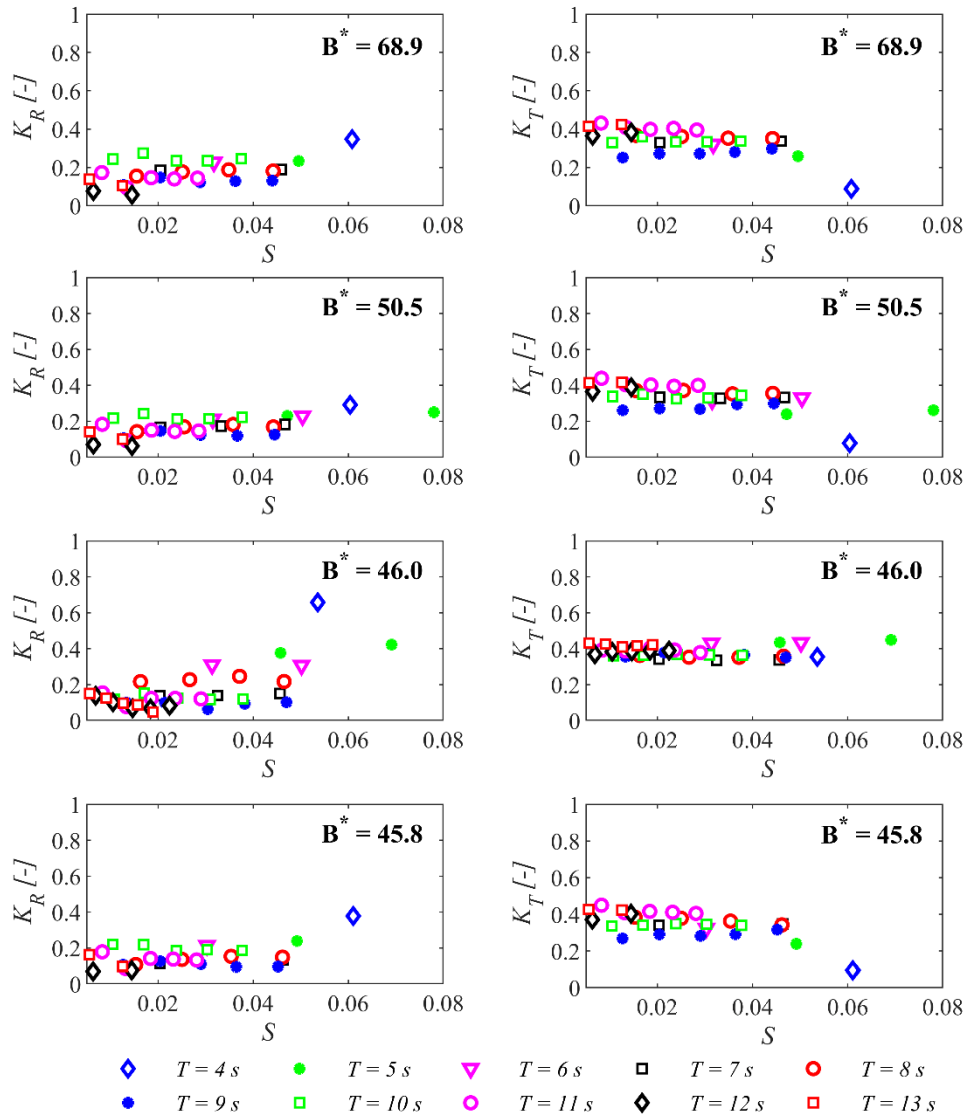 1
0.8
0.6
0.4
0.2
0
K_R [-]
B* = 68.9
0.02 0.04 0.06 0.08
S
1
0.8
0.6
0.4
0.2
0
K_T [-]
B* = 68.9
0.02 0.04 0.06 0.08
S
1
0.8
0.6
0.4
0.2
0
K_R [-]
B* = 50.5
0.02 0.04 0.06 0.08
S
1
0.8
0.6
0.4
0.2
0
K_T [-]
B* = 50.5
0.02 0.04 0.06 0.08
S
1
0.8
0.6
0.4
0.2
0
K_R [-]
B* = 46.0
0.02 0.04 0.06 0.08
S
1
0.8
0.6
0.4
0.2
0
K_T [-]
B* = 46.0
0.02 0.04 0.06 0.08
S
1
0.8
0.6
0.4
0.2
0
K_R [-]
B* = 45.8
0.02 0.04 0.06 0.08
S
1
0.8
0.6
0.4
0.2
0
K_T [-]
B* = 45.8
0.02 0.04 0.06 0.08
S
T = 4 s T = 5 s T = 6 s T = 7 s T = 8 s
T = 9 s T = 10 s T = 11 s T = 12 s T = 13 s